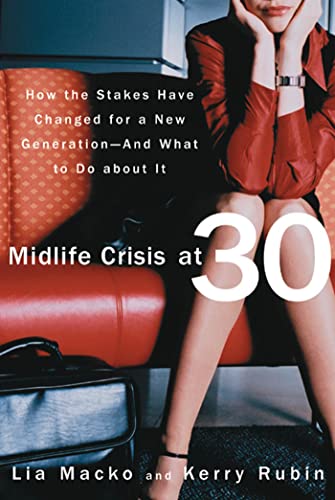 How the Stakes Have
Changed for a New
Generation—And What
to Do about It
Midlife Crisis at 30
Lia Macko and Kerry Rubin